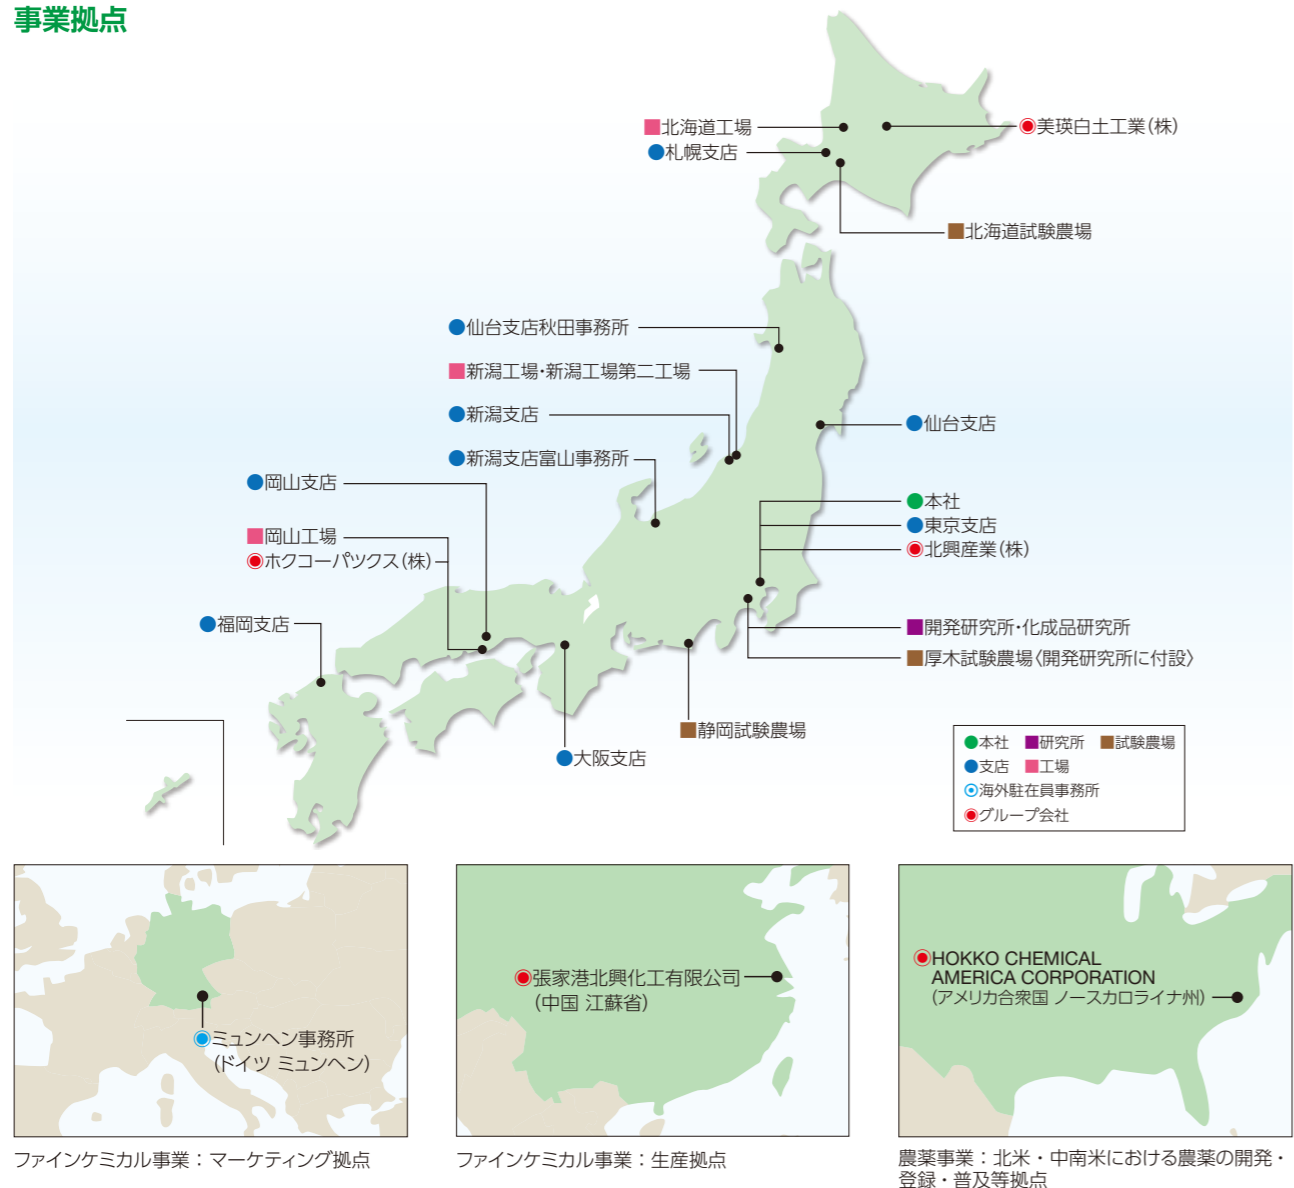 事業拠点
北海道工場
美瑛白土工業(株)
札幌支店
北海道試験農場
仙台支店秋田事務所
新潟工場・新潟工場第二工場
新潟支店
仙台支店
新潟支店富山事務所
岡山支店
本社
東京支店
岡山工場
北興産業(株)
ホクコーパツクス(株)
福岡支店
開発研究所・化成品研究所
厚木試験農場〈開発研究所に付設〉
静岡試験農場
大阪支店
本社 研究所 試験農場
支店 工場
海外駐在員事務所
グループ会社
ミュンヘン事務所
(ドイツ ミュンヘン)
ファインケミカル事業：マーケティング拠点
張家港北興化工有限公司
(中国 江蘇省)
ファインケミカル事業：生産拠点
HOKKO CHEMICAL
AMERICA CORPORATION
(アメリカ合衆国 ノースカロライナ州)
農薬事業：北米・中南米における農薬の開発・
登録・普及等拠点